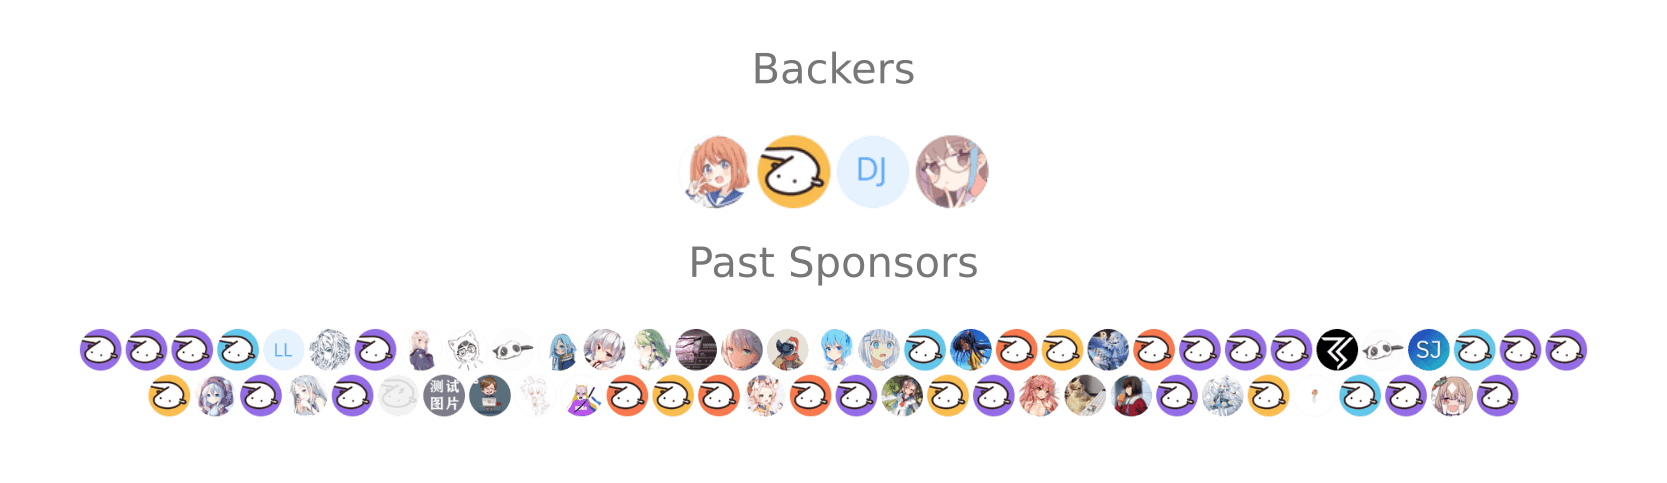 Backers
DJ
Past Sponsors
LL
SJ
测试
图片